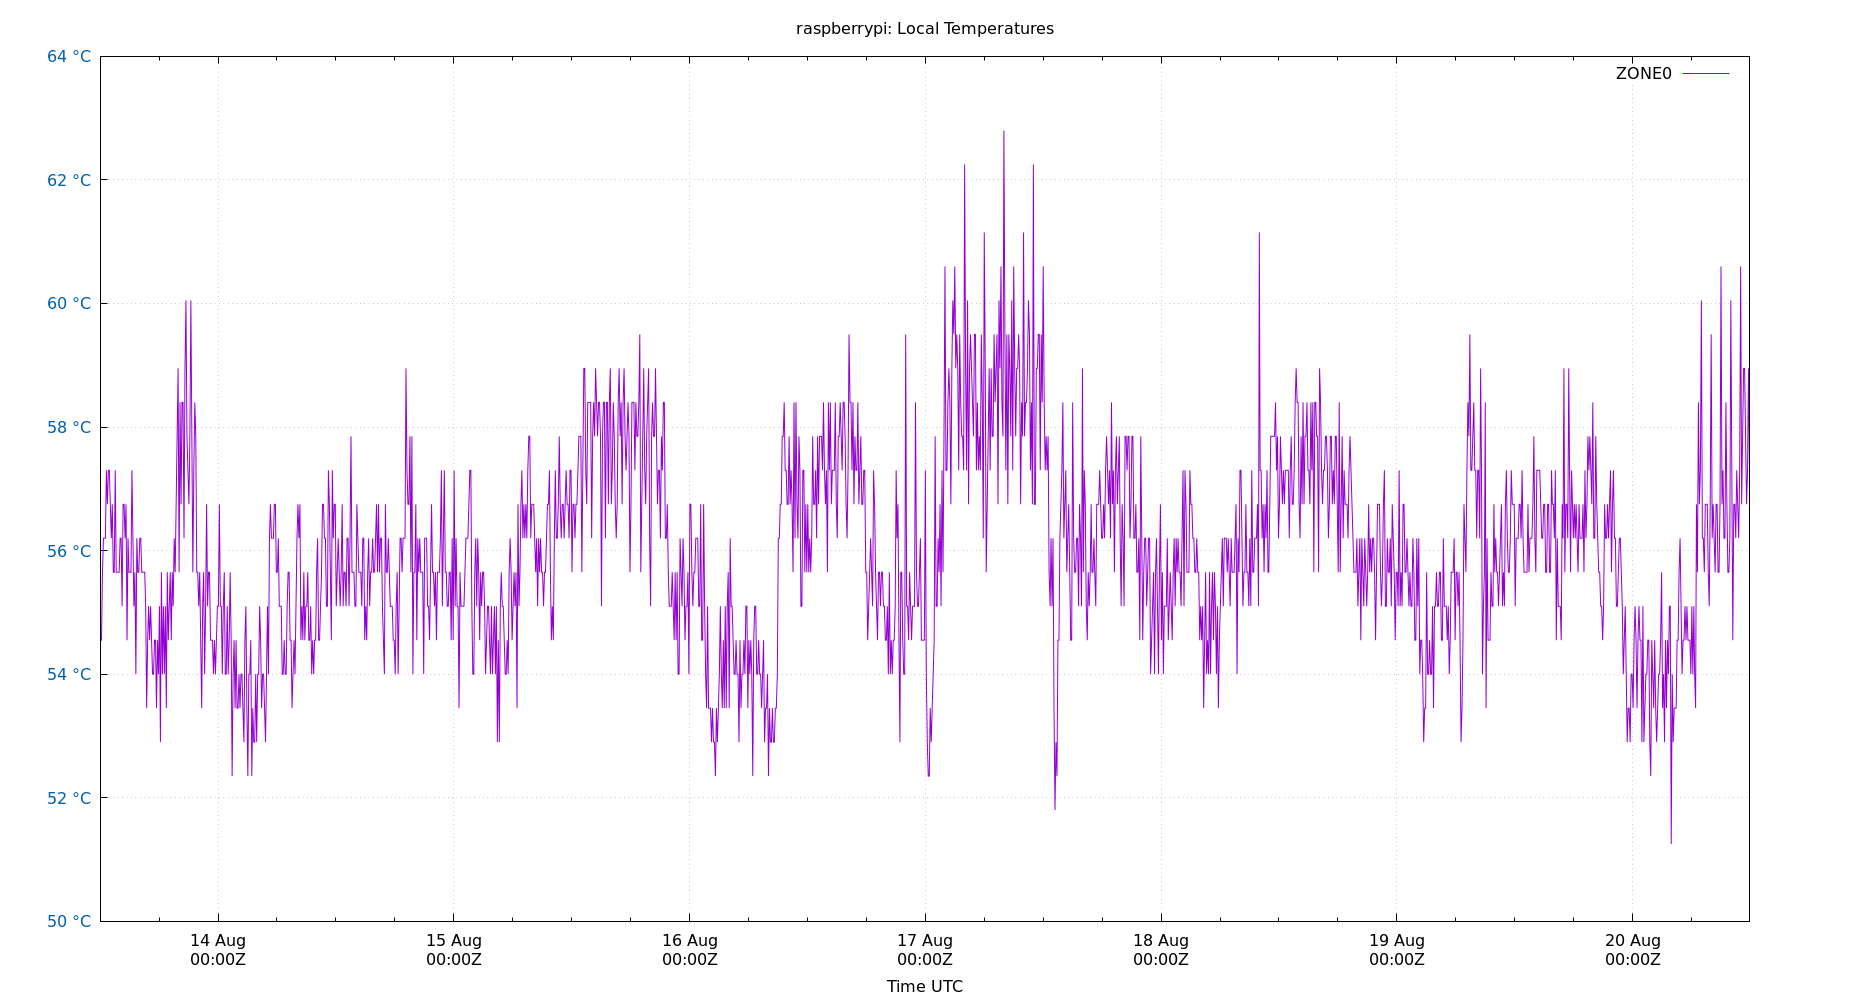 raspberrypi: Local Temperatures
64 °C
ZONE0
62 °C
60 °C
58 °C
56 °C
54 °C
52 °C
50 °C
14 Aug 15 Aug 16 Aug 17 Aug 18 Aug 19 Aug 20 Aug
00:00Z 00:00Z 00:00Z 00:00Z 00:00Z 00:00Z 00:00Z
Time UTC